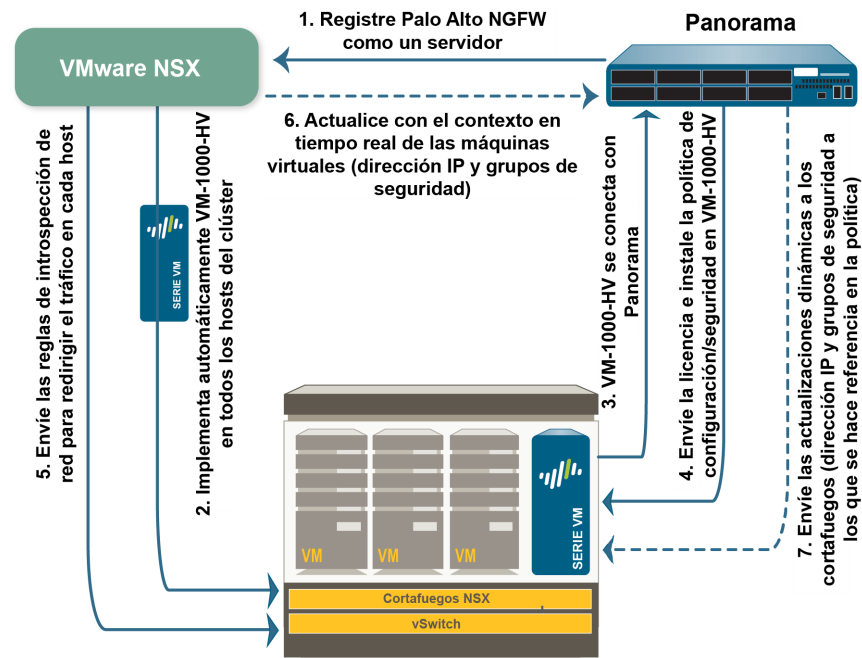 1. Registre Palo Alto NGFW
como un servidor
Panorama
VMware NSX
6. Actualice con el contexto en
tiempo real de las máquinas
virtuales (dirección IP y grupos de
seguridad)
5. Envíe las reglas de introspección de
red para redirigir el tráfico en cada host
SERIE VM
2. Implementa automáticamente VM-1000-HV
en todos los hosts del clúster
3. VM-1000-HV se conecta con
Panorama
4. Envíe la licencia e instale la política de
configuración/seguridad en VM-1000-HV
7. Envíe las actualizaciones dinámicas a los
cortafuegos (dirección IP y grupos de seguridad a
los que se hace referencia en la política)
VM
VM
VM
SERIE VM
Cortafuegos NSX
vSwitch